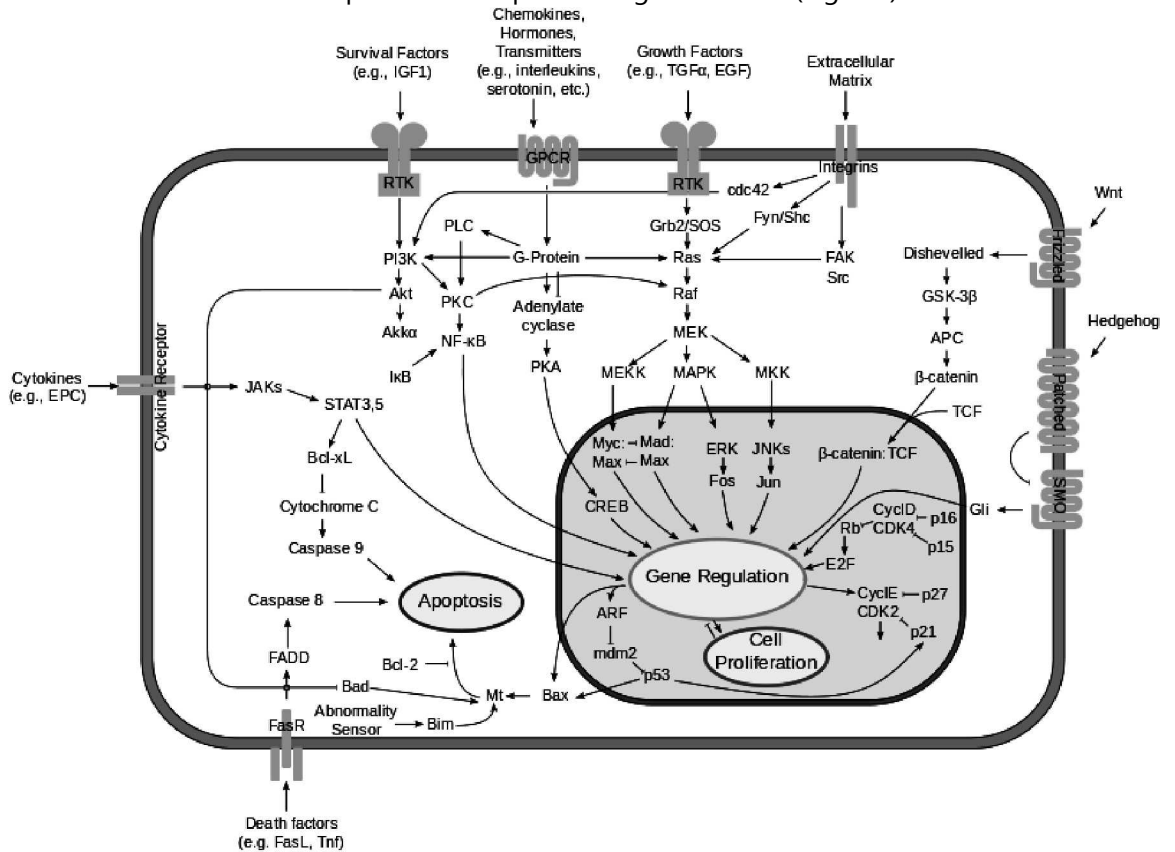 Chemokines,
Hormones,
Transmitters
(e.g., interleukins,
serotonin, etc.)
Survival Factors
(e.g., IGF1)
Growth Factors
(e.g., TGFα, EGF)
Extracellular
Matrix
GPCR
RTK
RTK
Integrins
cdc42
Wnt
PLC
Grb2/SOS
Fyn/Shc
Frizzled
PI3K
G-Protein
Ras
FAK
Src
Dishevelled
Akt
PKC
Adenylate
cyclase
Raf
GSK-3β
Akkα
NF-κB
MEK
APC
Hedgehog
IκB
PKA
MEKK
MAPK
MKK
β-catenin
Patched
Cytokines
(e.g., EPC)
Cytokine Receptor
JAKs
STAT3,5
TCF
Myc:
Max
Mad:
Max
ERK
JNKs
β-catenin:TCF
Bcl-xL
Fos
Jun
SMO
Cytochrome C
CREB
Gli
CyclD
CDK4
p16
Rb
p15
Caspase 9
E2F
Gene Regulation
Caspase 8
Apoptosis
ARF
CyclE
CDK2
p27
p21
FADD
mdm2
Cell
Proliferation
Bcl-2
p53
Bad
Mt
Bax
FasR
Abnormality
Sensor
Bim
Death factors
(e.g. FasL, Tnf)